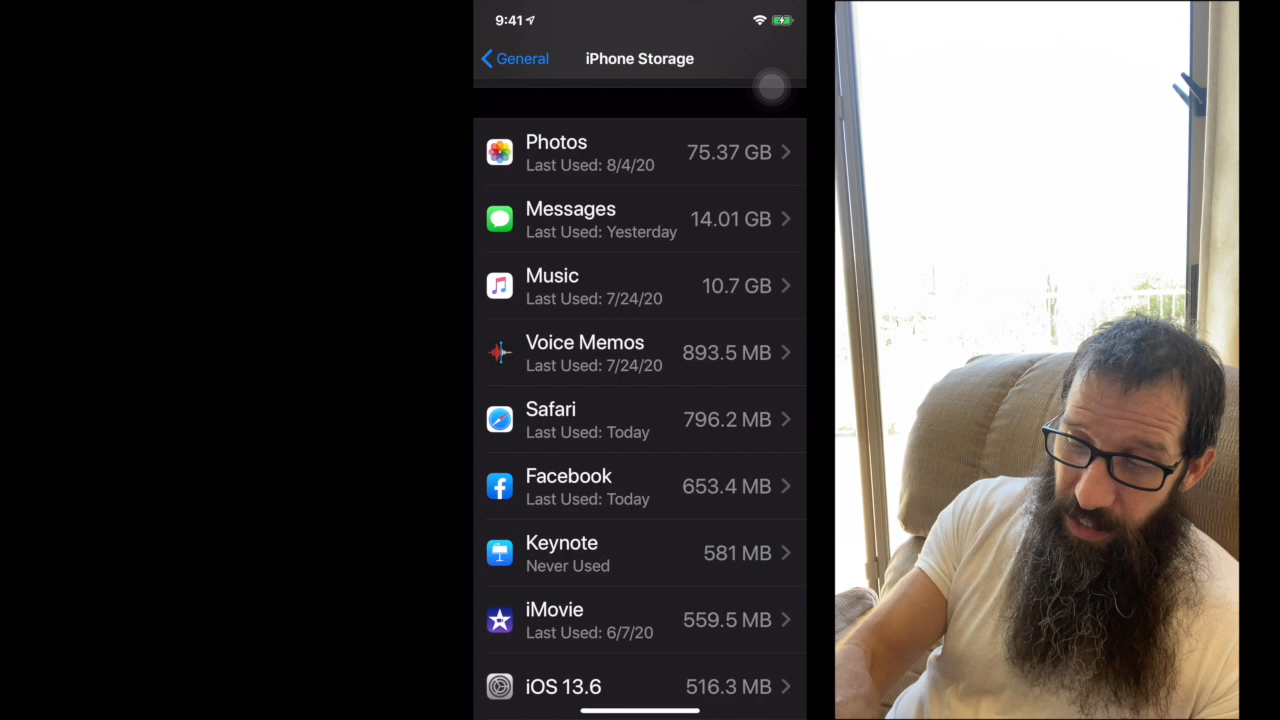 9:41
General
iPhone Storage
Photos
Last Used: 8/4/20
75.37 GB
Messages
Last Used: Yesterday
14.01 GB
Music
Last Used: 7/24/20
10.7 GB
Voice Memos
Last Used: 7/24/20
893.5 MB
Safari
Last Used: Today
796.2 MB
Facebook
Last Used: Today
653.4 MB
Keynote
Never Used
581 MB
iMovie
Last Used: 6/7/20
559.5 MB
iOS 13.6
516.3 MB